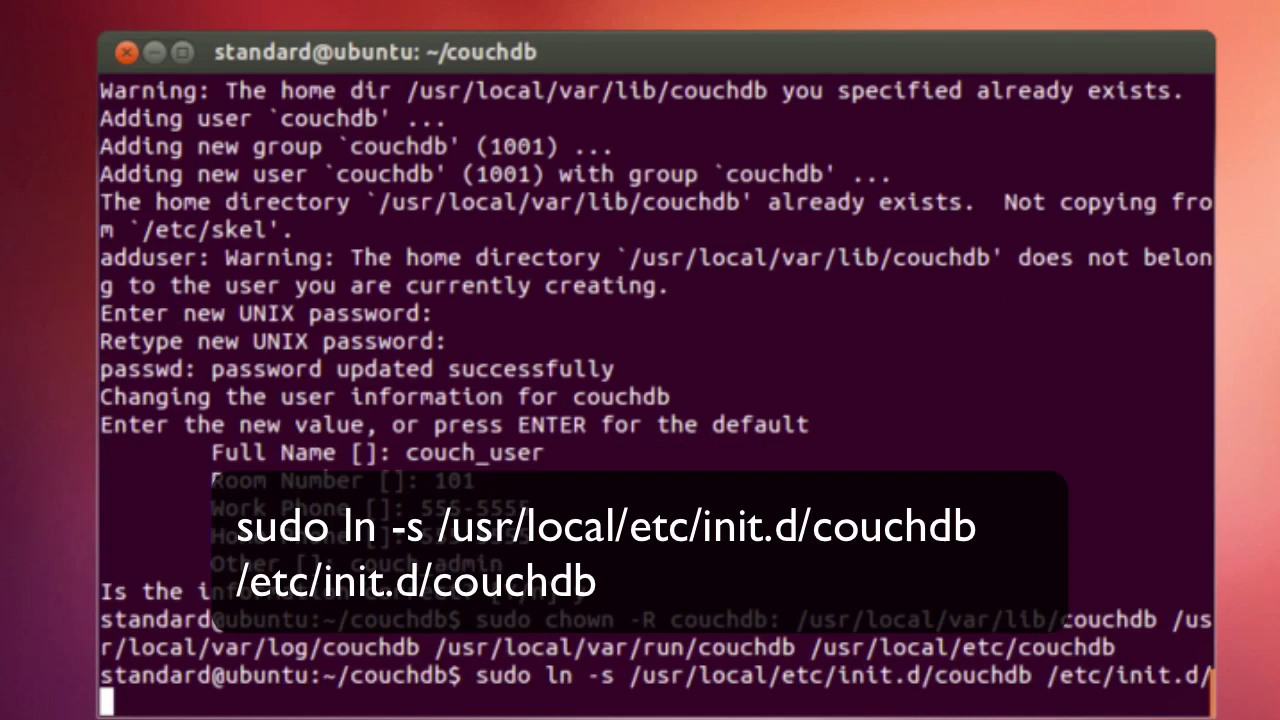 standard@ubuntu: ~/couchdb
Warning: The home dir /usr/local/var/lib/couchdb you specified already exists.
Adding user `couchdb' ...
Adding new group `couchdb' (1001) ...
Adding new user `couchdb' (1001) with group `couchdb' ...
The home directory `/usr/local/var/lib/couchdb' already exists.  Not copying fro
m `/etc/skel'.
adduser: Warning: The home directory `/usr/local/var/lib/couchdb' does not belon
g to the user you are currently creating.
Enter new UNIX password:
Retype new UNIX password:
passwd: password updated successfully
Changing the user information for couchdb
Enter the new value, or press ENTER for the default
Full Name []: couch_user
Room Number []: 101
Work Phone []: 555-5555
sudo ln -s /usr/local/etc/init.d/couchdb
Other []: couch_admin
/etc/init.d/couchdb
Is the information
standard@ubuntu:~/couchdb$ sudo chown -R couchdb: /usr/local/var/lib/couchdb /us
r/local/var/log/couchdb /usr/local/var/run/couchdb /usr/local/etc/couchdb
standard@ubuntu:~/couchdb$ sudo ln -s /usr/local/etc/init.d/couchdb /etc/init.d/